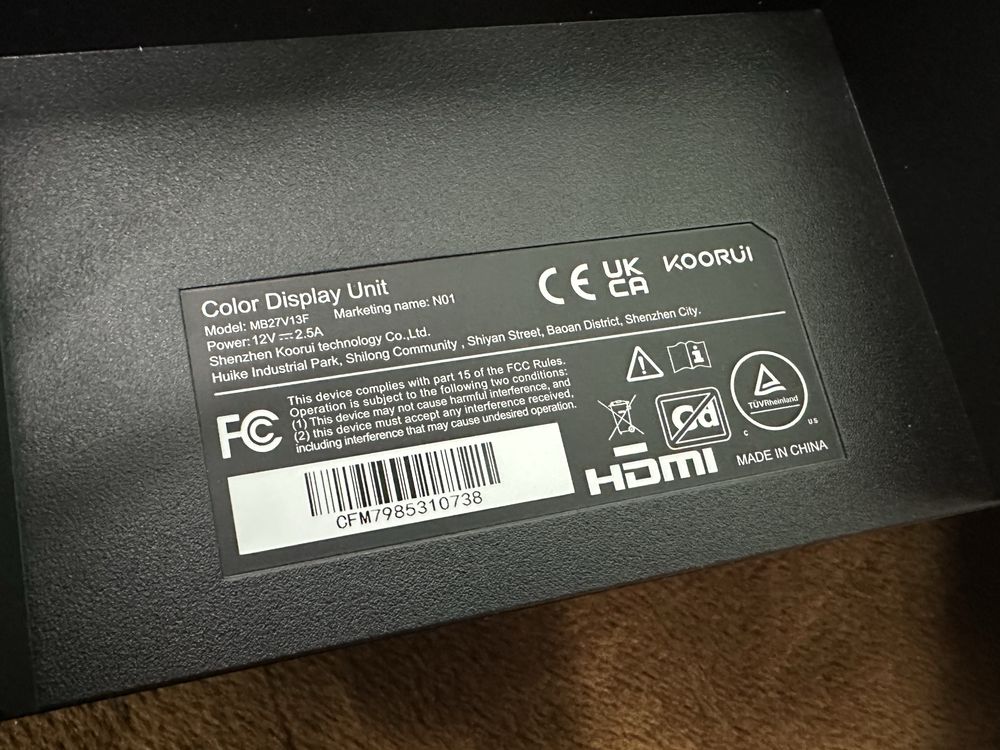 Color Display Unit
Model: MB27V13F Marketing name: N01
Power: 12V ⎓ 2.5A
Shenzhen Koorui technology Co.,Ltd.
Huike Industrial Park, Shilong Community , Shiyan Street, Baoan District, Shenzhen City.
CE UK
CA KOORUI
FC This device complies with part 15 of the FCC Rules.
Operation is subject to the following two conditions:
(1) This device may not cause harmful interference, and
(2) this device must accept any interference received,
including interference that may cause undesired operation.
Cd
TÜVRheinland
C US
HDMI
MADE IN CHINA
CFM7985310738